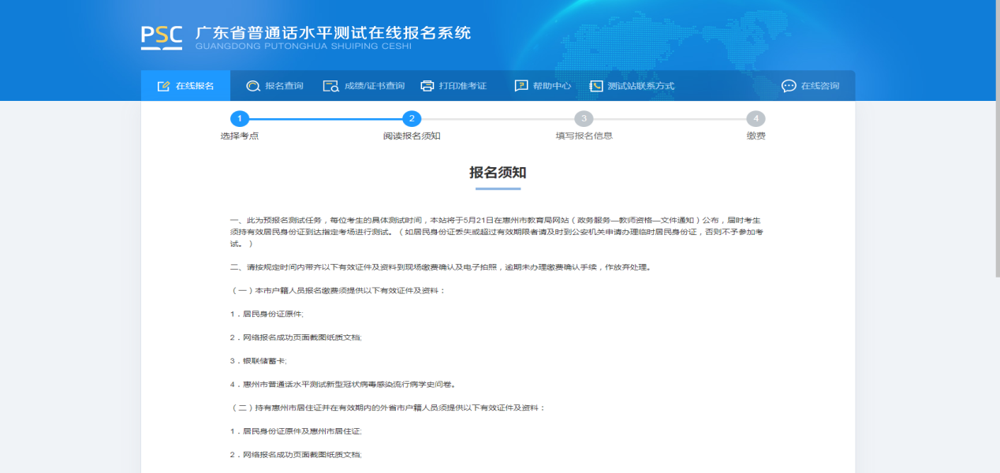 PSC 广东省普通话水平测试在线报名系统
GUANGDONG PUTONGHUA SHUIPING CESHI
在线报名 报名查询 成绩/证书查询 打印准考证 帮助中心 测试站联系方式 在线咨询
1 2 3 4
选择考点 阅读报名须知 填写报名信息 缴费
报名须知
一、此为预报名测试任务，每位考生的具体测试时间，本站将于5月21日在惠州市教育局网站（政务服务—教师资格—文件通知）公布，届时考生
须持有效居民身份证到达指定考场进行测试。（如居民身份证丢失或超过有效期限者请及时到公安机关申请办理临时居民身份证，否则不予参加考
试。）
二、请按规定时间内带齐以下有效证件及资料到现场缴费确认及电子拍照，逾期未办理缴费确认手续，作放弃处理。
（一）本市户籍人员报名缴费须提供以下有效证件及资料：
1．居民身份证原件;
2．网络报名成功页面截图纸质文档;
3．银联储蓄卡;
4．惠州市普通话水平测试新型冠状病毒感染流行病学史问卷。
（二）持有惠州市居住证并在有效期内的外省市户籍人员须提供以下有效证件及资料：
1．居民身份证原件及惠州市居住证;
2．网络报名成功页面截图纸质文档;